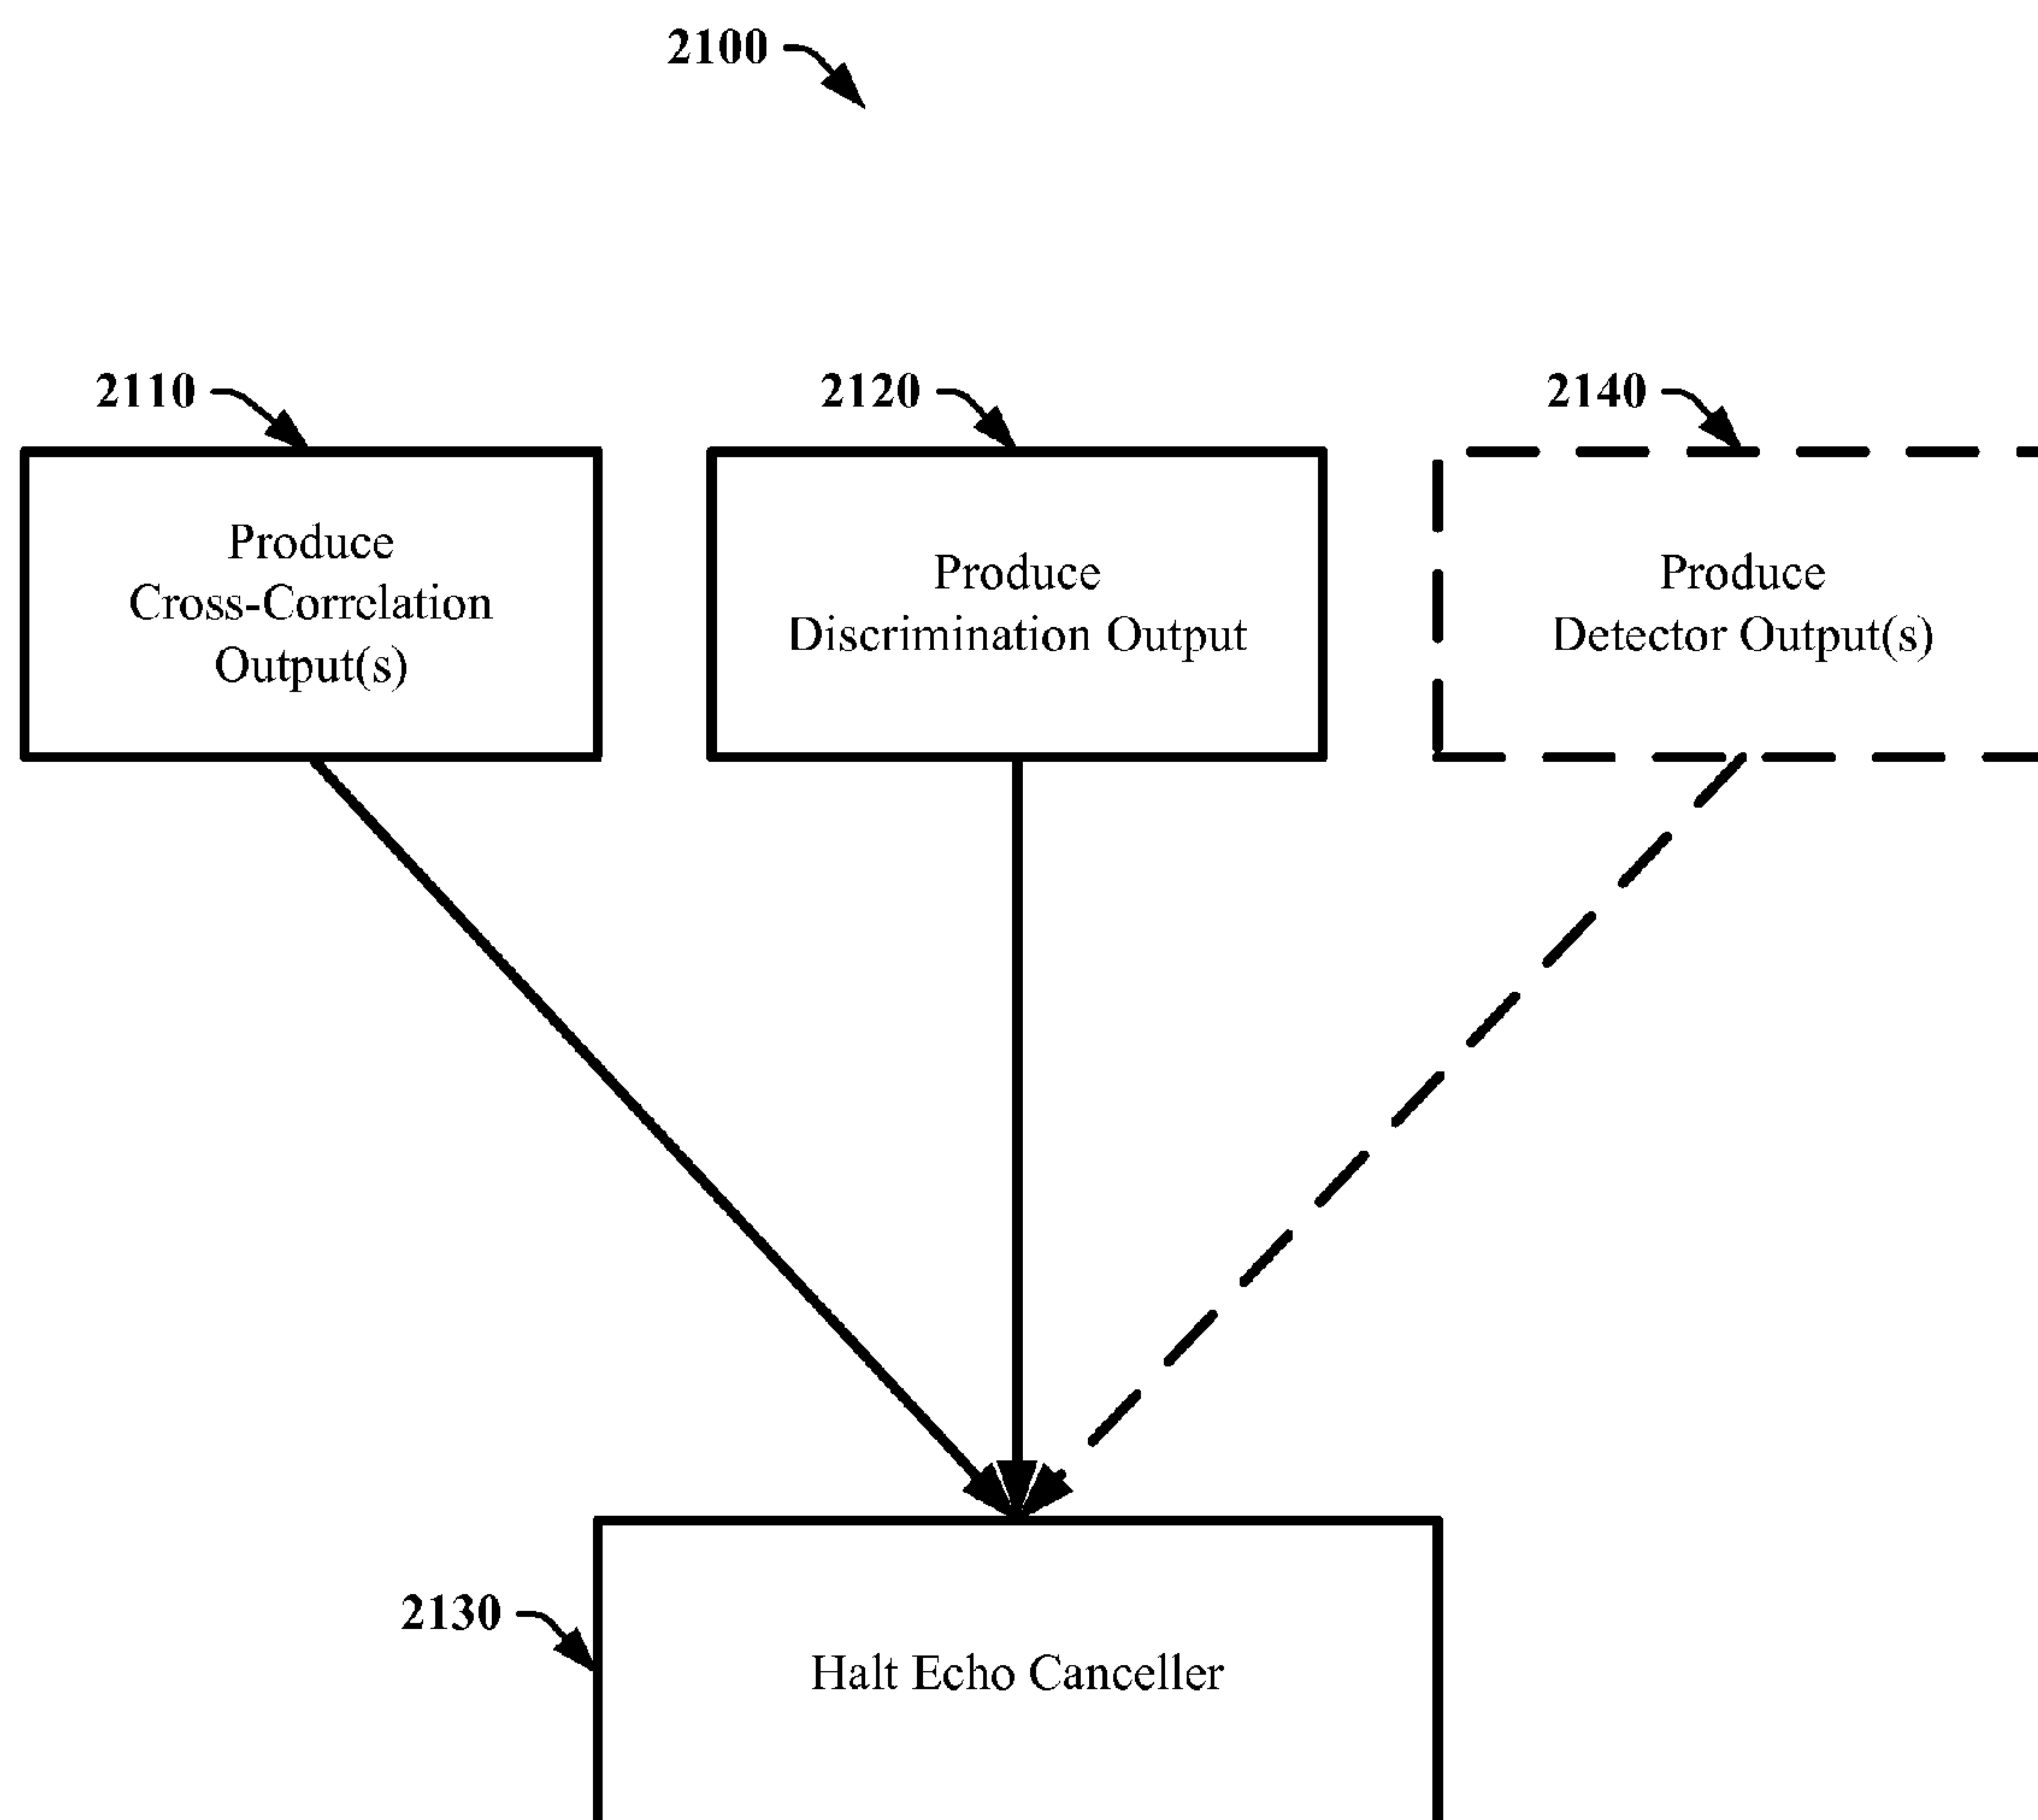 2100
2110
2120
2140
Produce
Cross-Correlation
Output(s)
Produce
Discrimination Output
Produce
Detector Output(s)
2130
Halt Echo Canceller